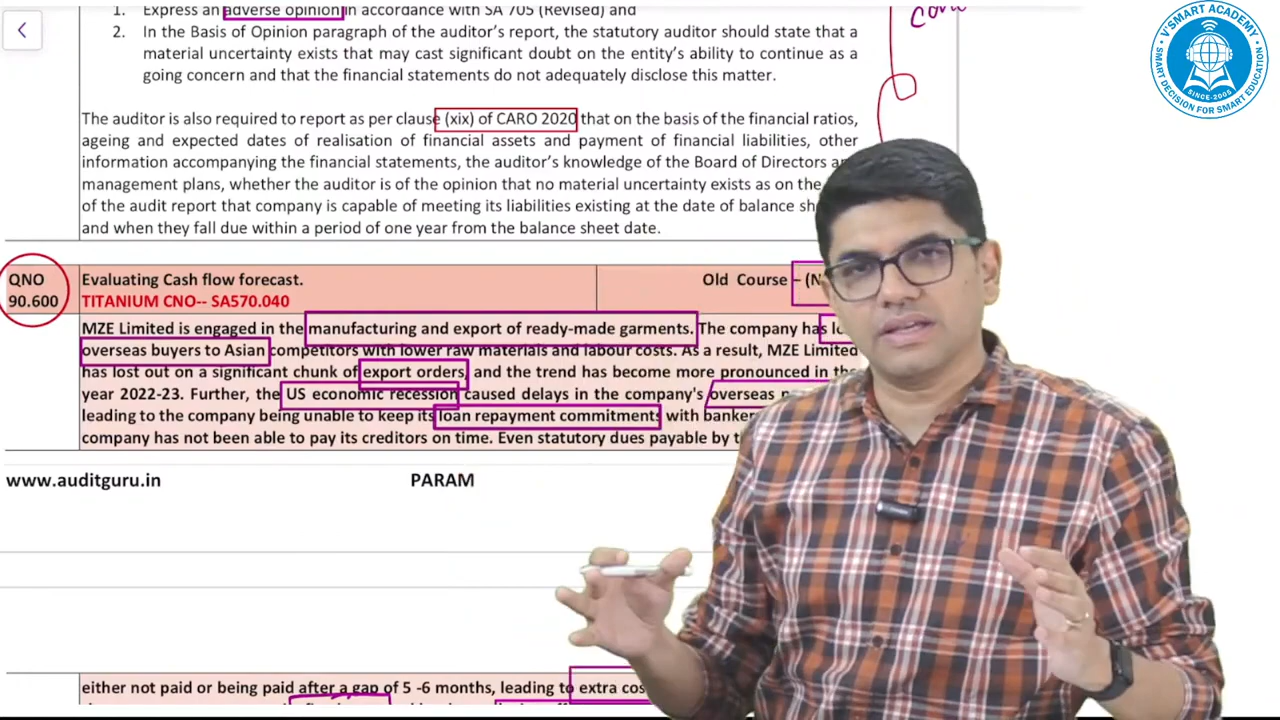 1. Express an adverse opinion in accordance with SA 705 (Revised) and
2. In the Basis of Opinion paragraph of the auditor's report, the statutory auditor should state that a
material uncertainty exists that may cast significant doubt on the entity's ability to continue as a
going concern and that the financial statements do not adequately disclose this matter.
The auditor is also required to report as per clause (xix) of CARO 2020 that on the basis of the financial ratios,
ageing and expected dates of realisation of financial assets and payment of financial liabilities, other
information accompanying the financial statements, the auditor's knowledge of the Board of Directors
management plans, whether the auditor is of the opinion that no material uncertainty exists as on the
of the audit report that company is capable of meeting its liabilities existing at the date of balance
and when they fall due within a period of one year from the balance sheet date.
QNO
90.600
Evaluating Cash flow forecast.
TITANIUM CNO-- SA570.040
Old Course – (N
MZE Limited is engaged in the manufacturing and export of ready-made garments. The company has
overseas buyers to Asian competitors with lower raw materials and labour costs. As a result, MZE Limited
has lost out on a significant chunk of export orders, and the trend has become more pronounced in the
year 2022-23. Further, the US economic recession caused delays in the company's overseas
leading to the company being unable to keep its loan repayment commitments with
company has not been able to pay its creditors on time. Even statutory dues payable by
www.auditguru.in PARAM
either not paid or being paid after a gap of 5 -6 months, leading to extra
VSMART ACADEMY
SMART DECISION FOR SMART EDUCATION
SINCE-2005